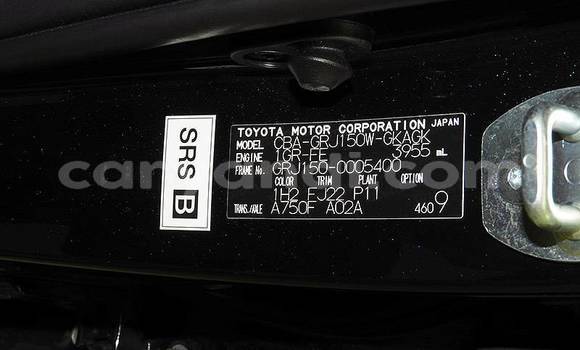 TOYOTA MOTOR CORPORATION JAPAN
MODEL CBA-GRJ150W-GKAGK
ENGINE 1GR-FE 3955 mL
FRAME No. GRJ150-0005400
COLOR TRIM PLANT OPTION
1H2 FJ22 P11
TRANS./AXLE A750F A02A 4609
SRS B